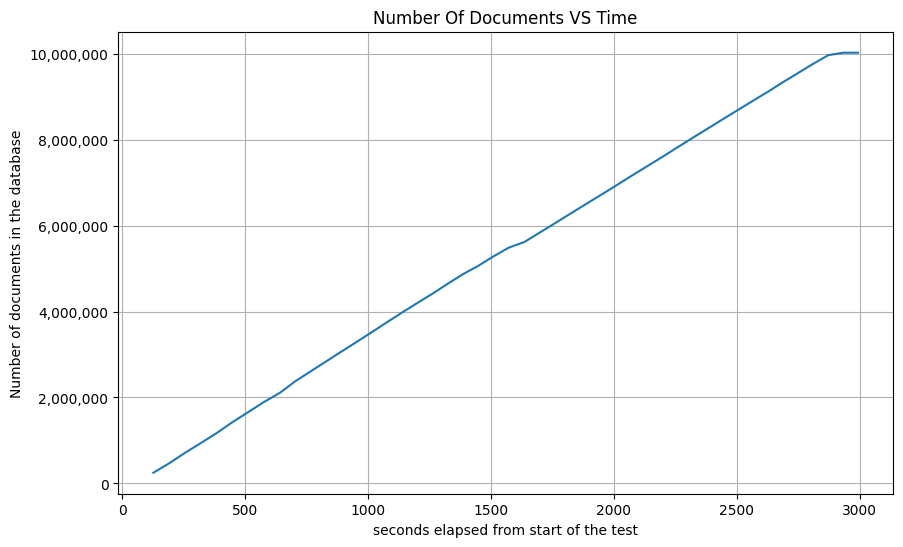 Number Of Documents VS Time
Number of documents in the database
10,000,000
8,000,000
6,000,000
4,000,000
2,000,000
0
0 500 1000 1500 2000 2500 3000
seconds elapsed from start of the test